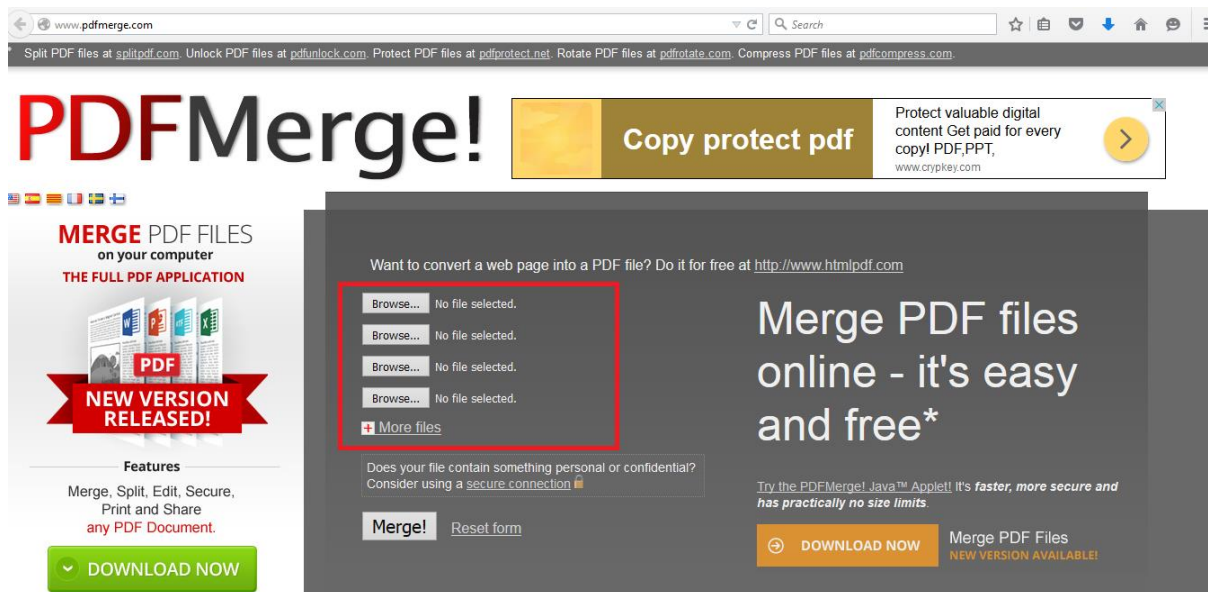 www.pdfmerge.com
Search
Split PDF files at splitpdf.com. Unlock PDF files at pdfunlock.com. Protect PDF files at pdfprotect.net. Rotate PDF files at pdfrotate.com. Compress PDF files at pdfcompress.com.
PDFMerge!
Copy protect pdf
Protect valuable digital
content Get paid for every
copy! PDF,PPT,
www.crypkey.com
MERGE PDF FILES
on your computer
THE FULL PDF APPLICATION
W
P
X
PDF
NEW VERSION
RELEASED!
Features
Merge, Split, Edit, Secure,
Print and Share
any PDF Document.
DOWNLOAD NOW
Want to convert a web page into a PDF file? Do it for free at http://www.htmlpdf.com
Browse... No file selected.
Browse... No file selected.
Browse... No file selected.
Browse... No file selected.
+ More files
Does your file contain something personal or confidential?
Consider using a secure connection
Merge! Reset form
Merge PDF files
online - it's easy
and free*
Try the PDFMerge! Java™ Applet! It's faster, more secure and
has practically no size limits.
DOWNLOAD NOW
Merge PDF Files
NEW VERSION AVAILABLE!